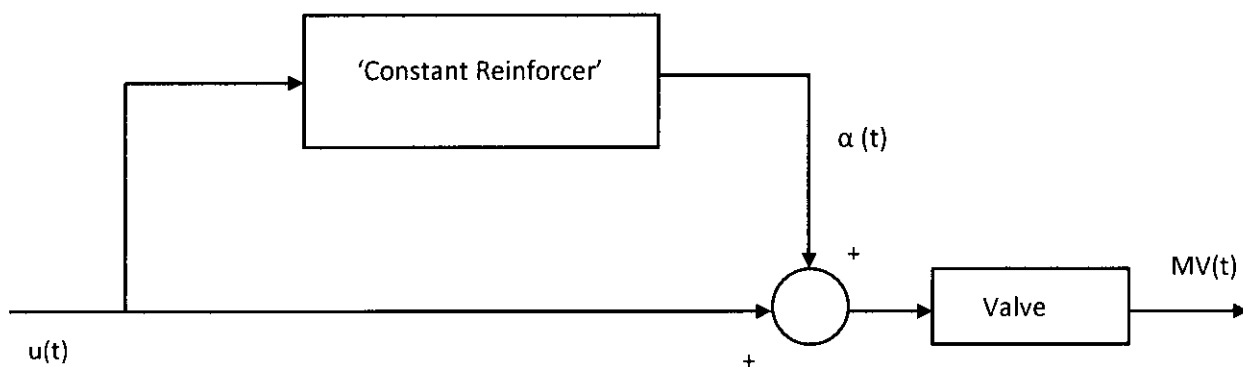 ‘Constant Reinforcer’
α (t)
+
MV(t)
Valve
u(t)
+